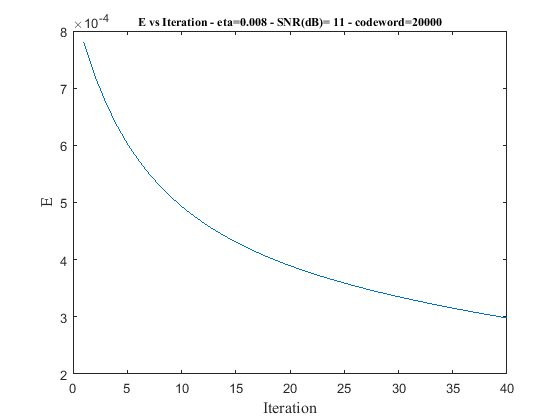 E vs Iteration - eta=0.008 - SNR(dB)= 11 - codeword=20000
×10⁻⁴
8
7
6
5
4
3
2
E
0 5 10 15 20 25 30 35 40
Iteration